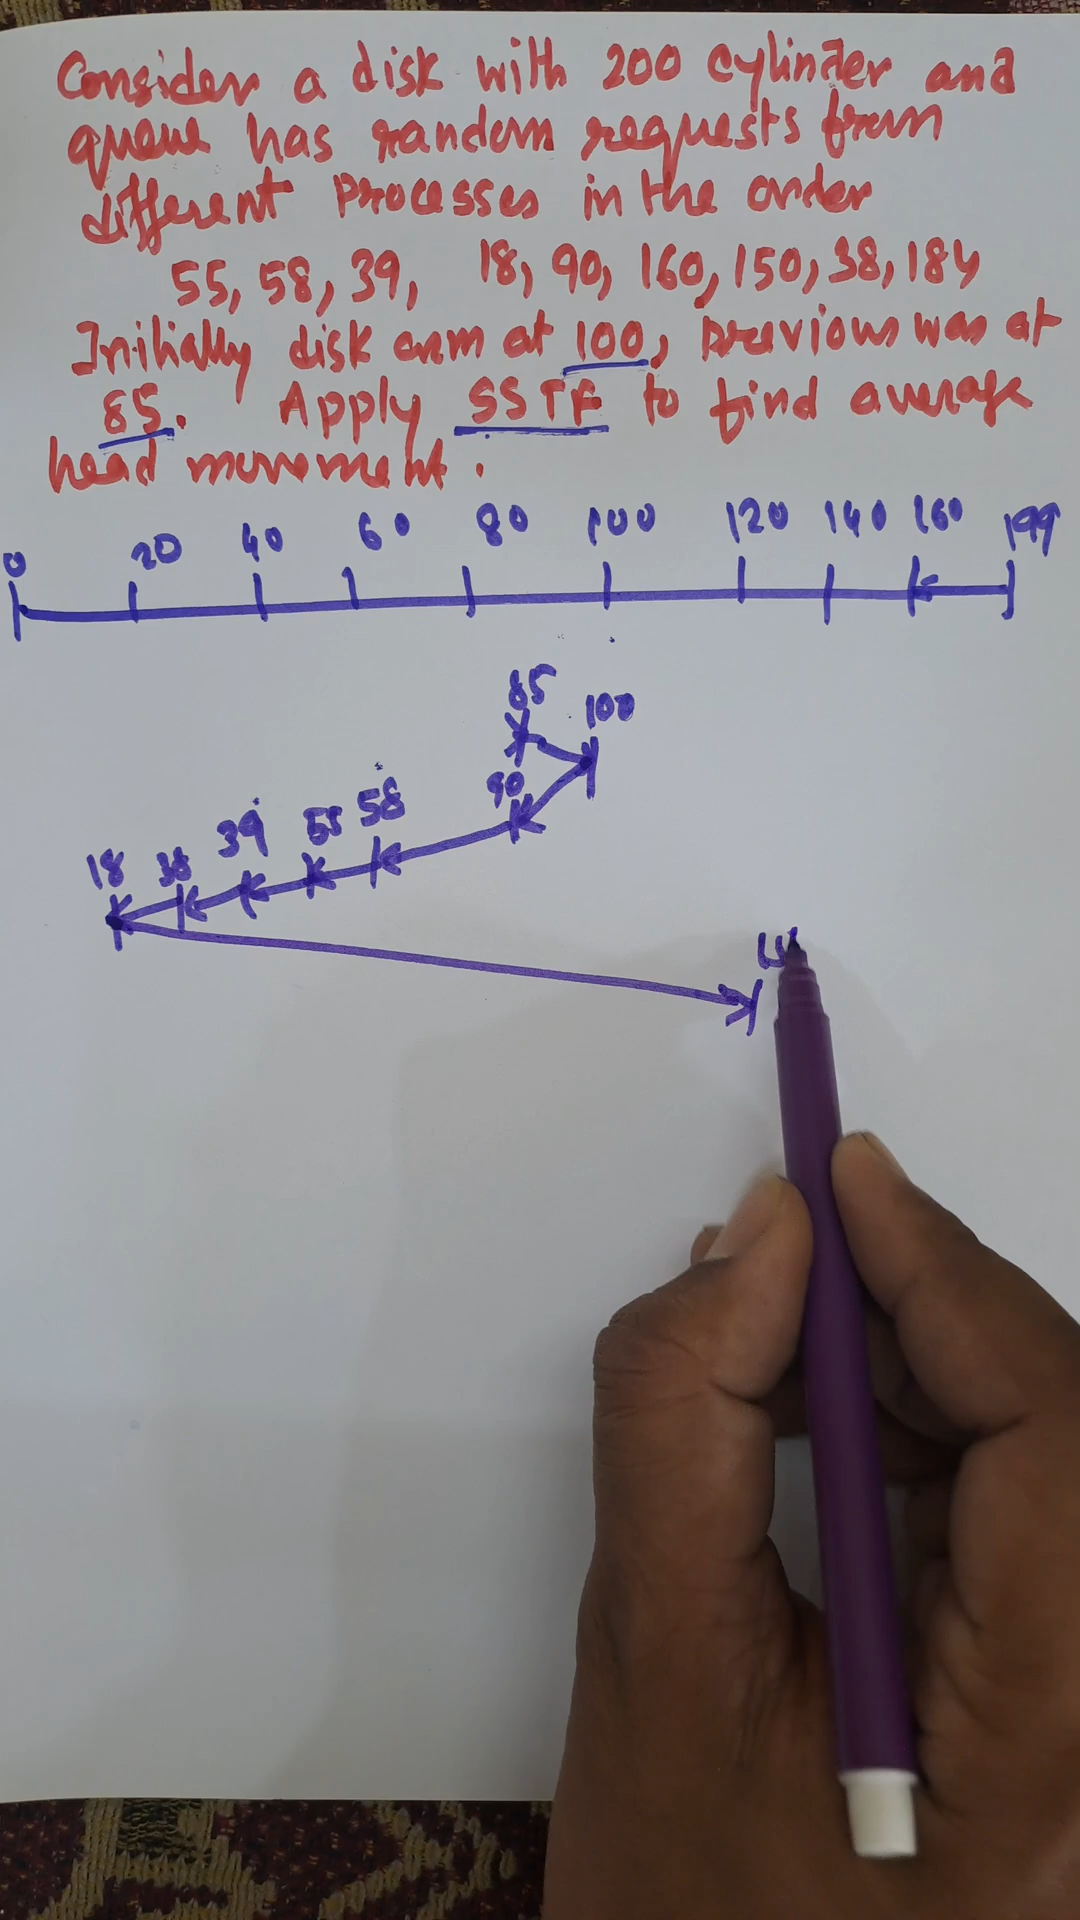 Consider a disk with 200 cylinder and
queue has random requests from
different Processes in the order
55, 58, 39, 18, 90, 160, 150, 38, 184
Initially disk arm at 100, previous was at
85. Apply SSTF to find average
head movement.
0 20 40 60 80 100 120 140 160 199
85 100
90
58
55
39
38
18